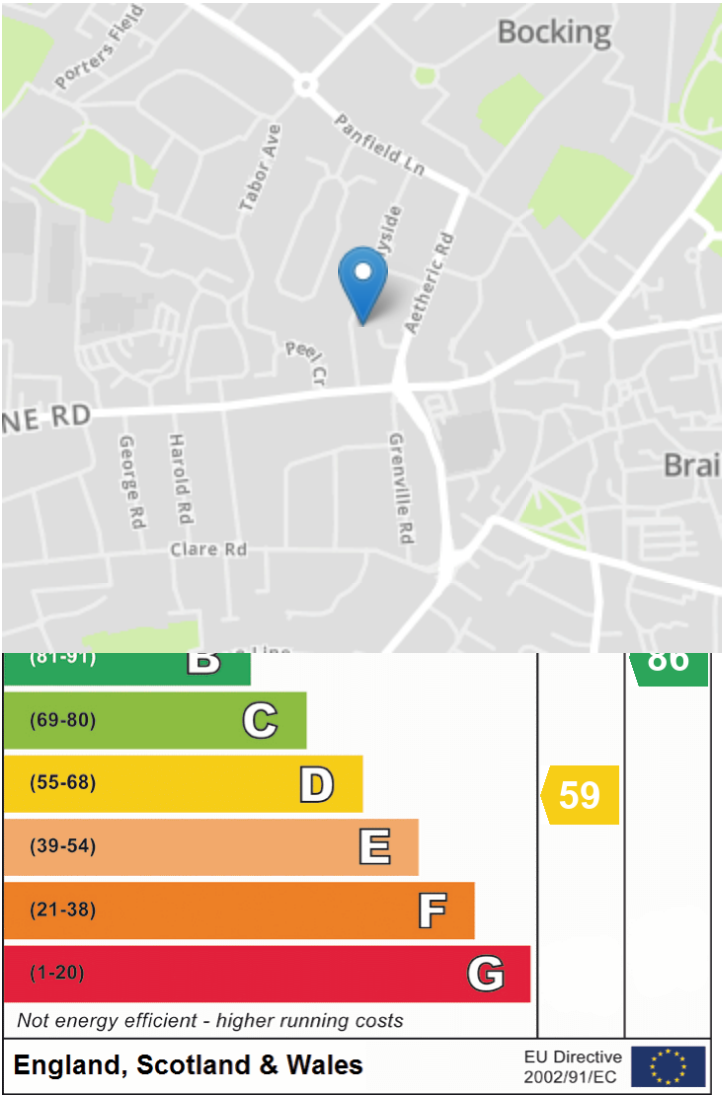 Bocking
Porters Field
Panfield Ln
Tabor Ave
yside
Aetheric Rd
Peel Cr
NE RD
George Rd
Harold Rd
Grenville Rd
Brai
Clare Rd
Line
(81-91) B 86
(69-80) C
(55-68) D 59
(39-54) E
(21-38) F
(1-20) G
Not energy efficient - higher running costs
England, Scotland & Wales
EU Directive
2002/91/EC